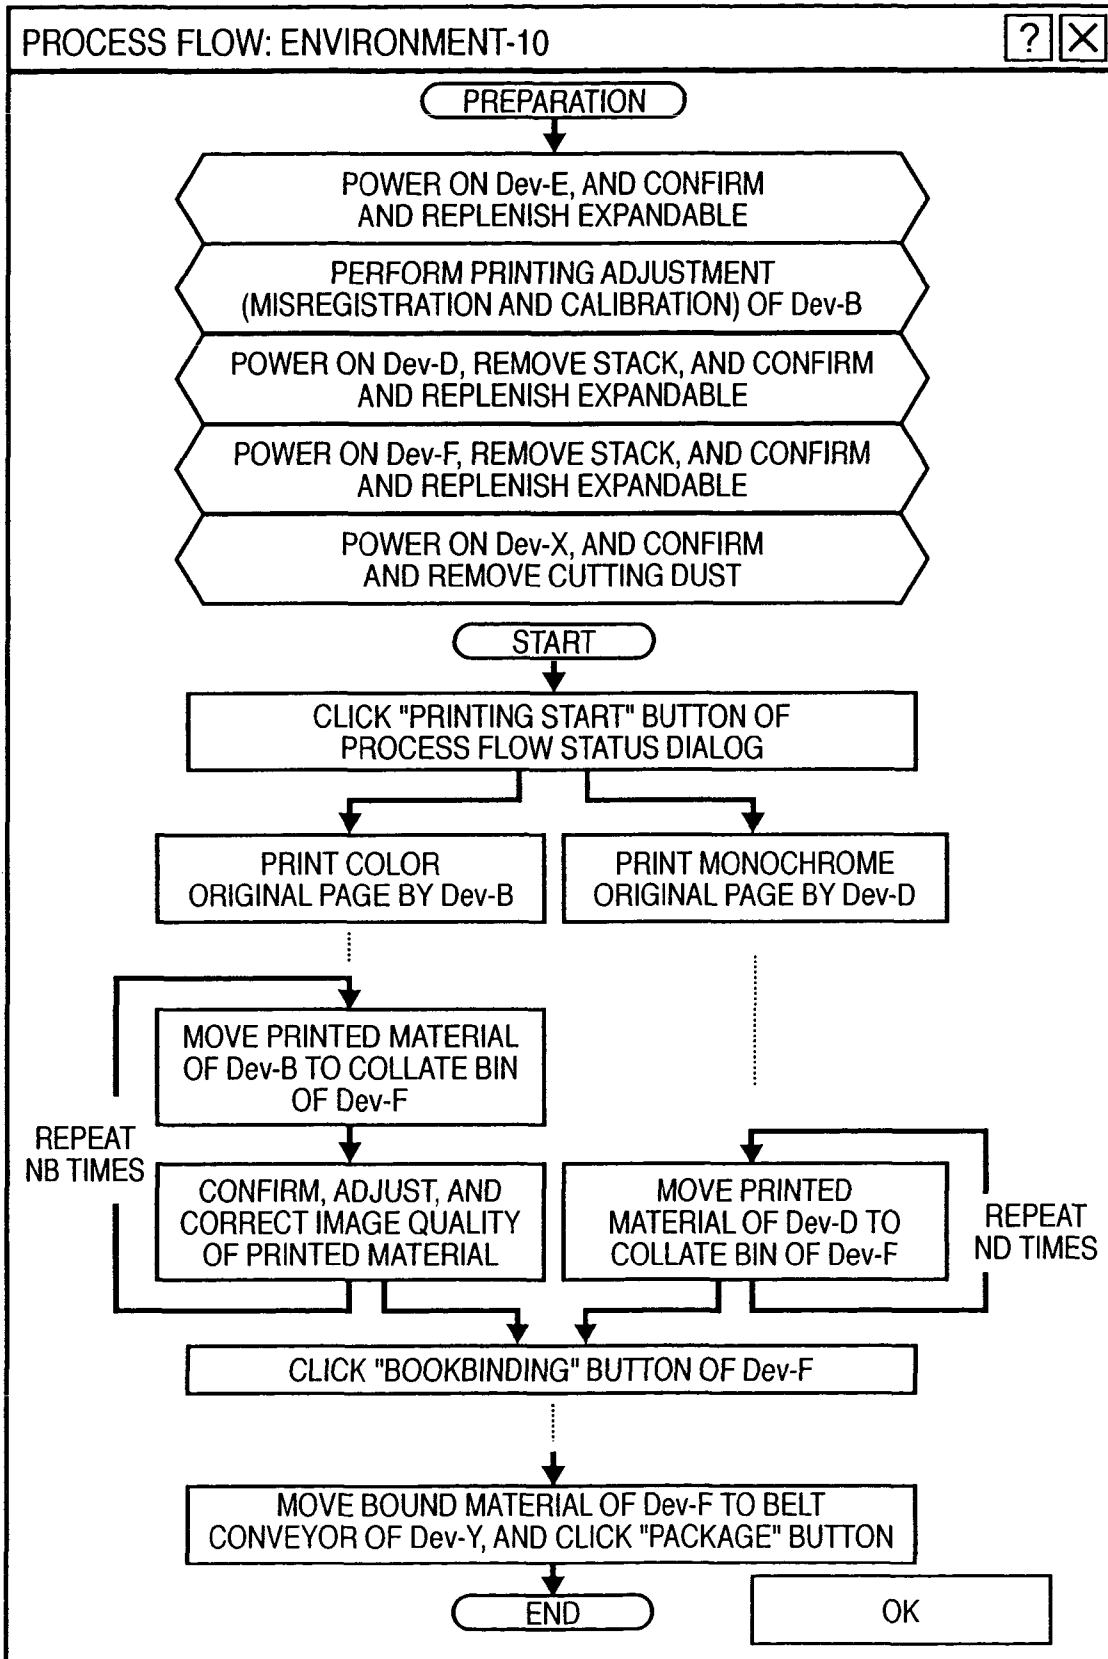 PROCESS FLOW: ENVIRONMENT-10
?
X
PREPARATION
POWER ON Dev-E, AND CONFIRM
AND REPLENISH EXPANDABLE
PERFORM PRINTING ADJUSTMENT
(MISREGISTRATION AND CALIBRATION) OF Dev-B
POWER ON Dev-D, REMOVE STACK, AND CONFIRM
AND REPLENISH EXPANDABLE
POWER ON Dev-F, REMOVE STACK, AND CONFIRM
AND REPLENISH EXPANDABLE
POWER ON Dev-X, AND CONFIRM
AND REMOVE CUTTING DUST
START
CLICK "PRINTING START" BUTTON OF
PROCESS FLOW STATUS DIALOG
PRINT COLOR
ORIGINAL PAGE BY Dev-B
PRINT MONOCHROME
ORIGINAL PAGE BY Dev-D
MOVE PRINTED MATERIAL
OF Dev-B TO COLLATE BIN
OF Dev-F
REPEAT
NB TIMES
CONFIRM, ADJUST, AND
CORRECT IMAGE QUALITY
OF PRINTED MATERIAL
MOVE PRINTED
MATERIAL OF Dev-D TO
COLLATE BIN OF Dev-F
REPEAT
ND TIMES
CLICK "BOOKBINDING" BUTTON OF Dev-F
MOVE BOUND MATERIAL OF Dev-F TO BELT
CONVEYOR OF Dev-Y, AND CLICK "PACKAGE" BUTTON
END
OK